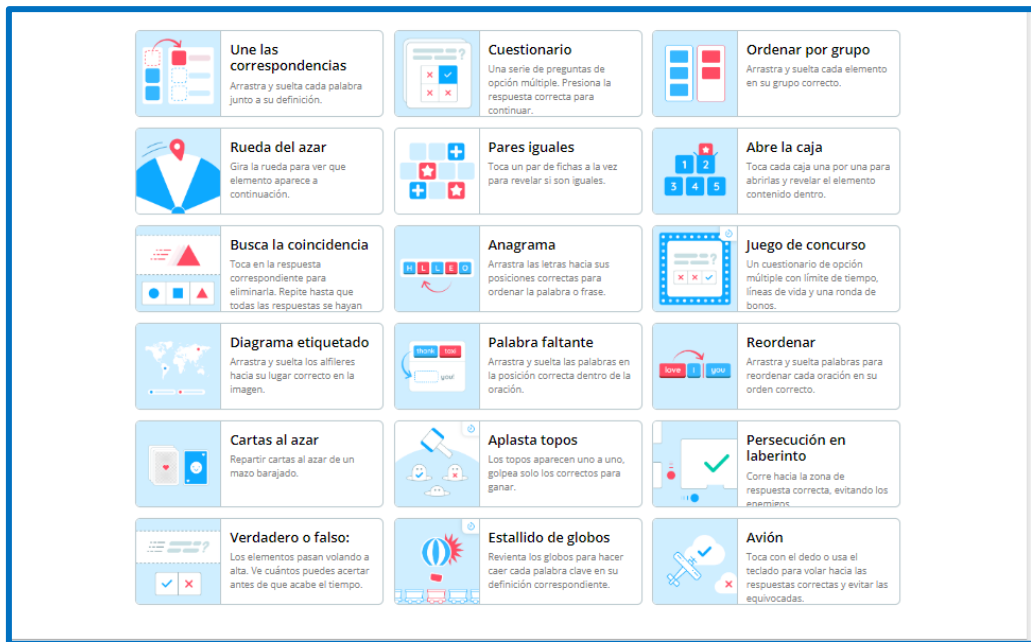 Une las
correspondencias
Arrastra y suelta cada palabra
junto a su definición.
Cuestionario
Una serie de preguntas de
opción múltiple. Presiona la
respuesta correcta para
continuar.
Ordenar por grupo
Arrastra y suelta cada elemento
en su grupo correcto.
Rueda del azar
Gira la rueda para ver que
elemento aparece a
continuación.
Pares iguales
Toca un par de fichas a la vez
para revelar si son iguales.
1 2
3 4 5
Abre la caja
Toca cada caja una por una para
abrirlas y revelar el elemento
contenido dentro.
Busca la coincidencia
Toca en la respuesta
correspondiente para
eliminarla. Repite hasta que
todas las respuestas se hayan
H L L E O
Anagrama
Arrastra las letras hacia sus
posiciones correctas para
ordenar la palabra o frase.
?
Juego de concurso
Un cuestionario de opción
múltiple con límite de tiempo,
líneas de vida y una ronda de
bonos.
Diagrama etiquetado
Arrastra y suelta los alfileres
hacia su lugar correcto en la
imagen.
thank taxi
you!
Palabra faltante
Arrastra y suelta las palabras en
la posición correcta dentro de la
oración.
love I you
Reordenar
Arrastra y suelta palabras para
reordenar cada oración en su
orden correcto.
Cartas al azar
Repartir cartas al azar de un
mazo barajado.
Aplasta topos
Los topos aparecen uno a uno,
golpea solo los correctos para
ganar.
Persecución en
laberinto
Corre hacia la zona de
respuesta correcta, evitando los
enemigos
?
Verdadero o falso:
Los elementos pasan volando a
alta. Ve cuántos puedes acertar
antes de que acabe el tiempo.
Estallido de globos
Revienta los globos para hacer
caer cada palabra clave en su
definición correspondiente.
Avión
Toca con el dedo o usa el
teclado para volar hacia las
respuestas correctas y evitar las
equivocadas.